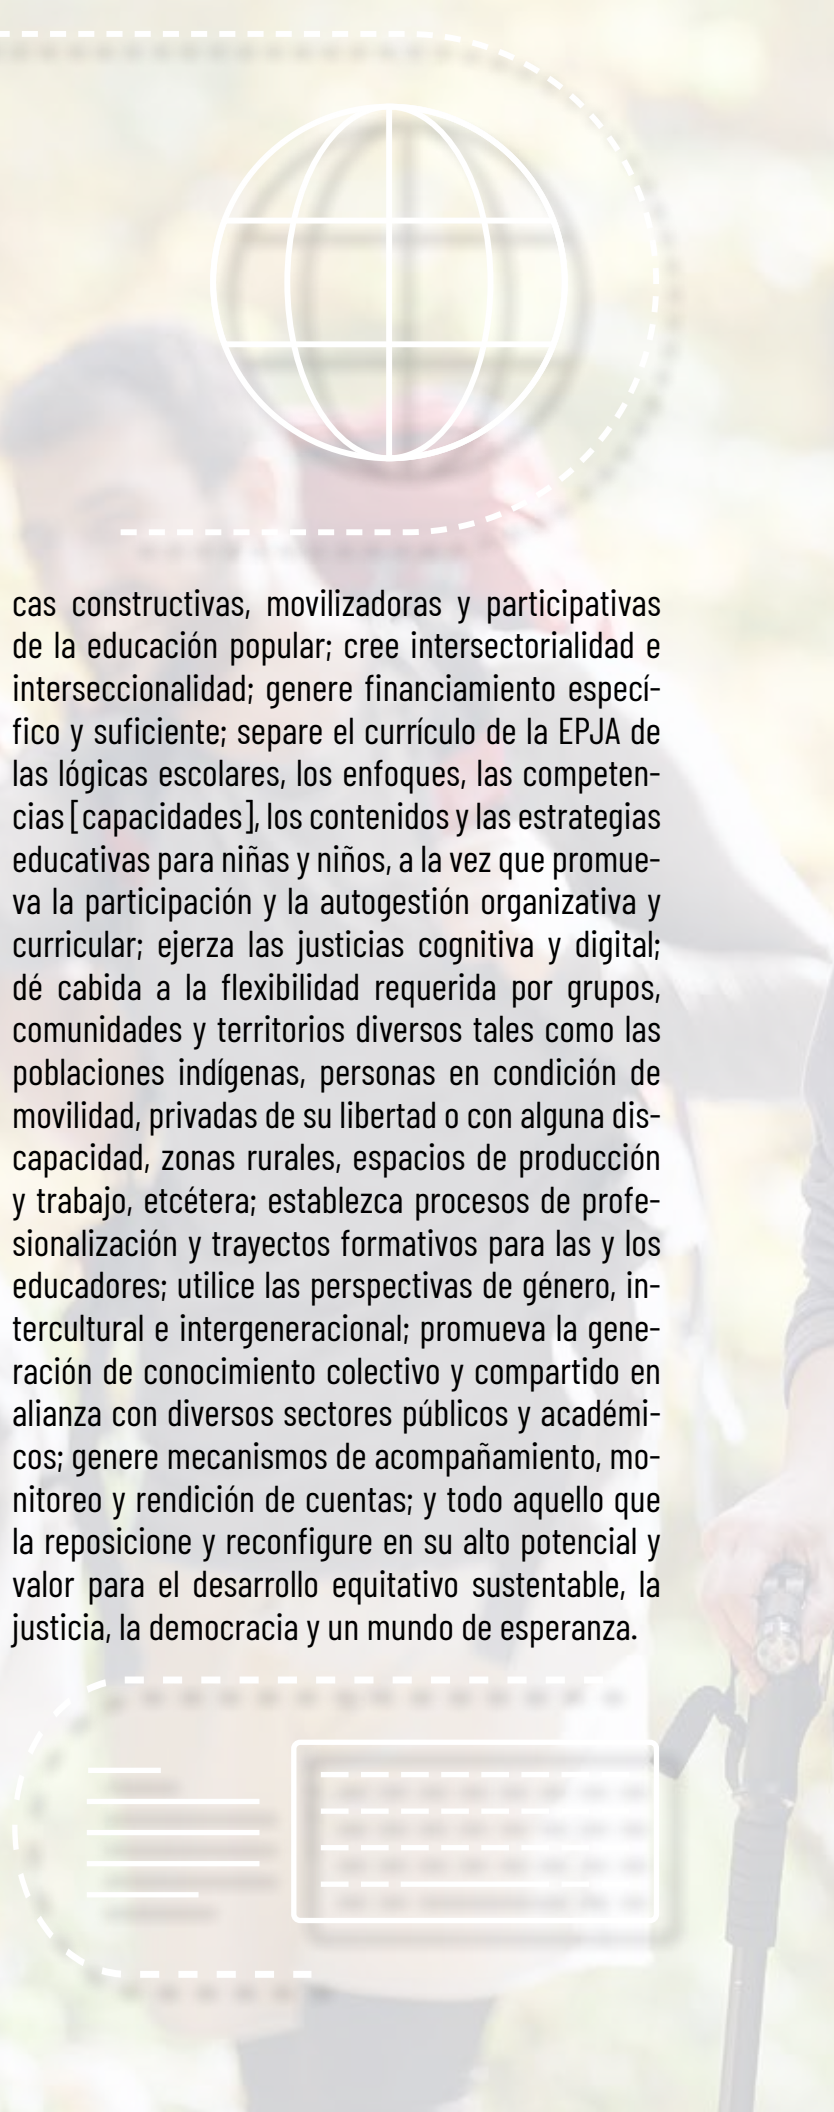 cas constructivas, movilizadoras y participativas
de la educación popular; cree intersectorialidad e
interseccionalidad; genere financiamiento especí-
fico y suficiente; separe el currículo de la EPJA de
las lógicas escolares, los enfoques, las competen-
cias [capacidades], los contenidos y las estrategias
educativas para niñas y niños, a la vez que promue-
va la participación y la autogestión organizativa y
curricular; ejerza las justicias cognitiva y digital;
dé cabida a la flexibilidad requerida por grupos,
comunidades y territorios diversos tales como las
poblaciones indígenas, personas en condición de
movilidad, privadas de su libertad o con alguna dis-
capacidad, zonas rurales, espacios de producción
y trabajo, etcétera; establezca procesos de profe-
sionalización y trayectos formativos para las y los
educadores; utilice las perspectivas de género, in-
tercultural e intergeneracional; promueva la gene-
ración de conocimiento colectivo y compartido en
alianza con diversos sectores públicos y académi-
cos; genere mecanismos de acompañamiento, mo-
nitoreo y rendición de cuentas; y todo aquello que
la reposicione y reconfigure en su alto potencial y
valor para el desarrollo equitativo sustentable, la
justicia, la democracia y un mundo de esperanza.